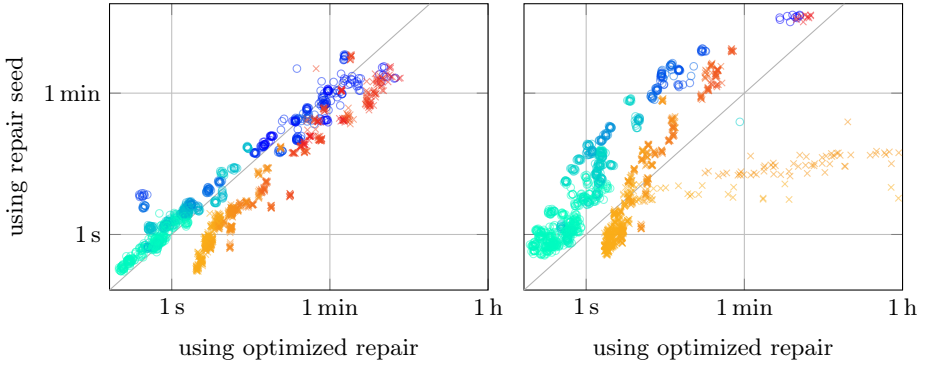 using repair seed
1 min
1 s
1 s
1 min
1 h
1 s
1 min
1 h
using optimized repair
using optimized repair